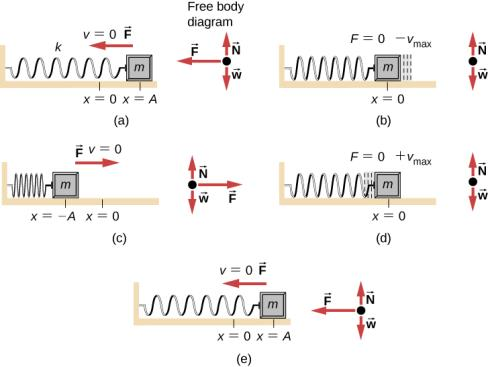 Free body
diagram
k
v = 0 F⃗
m
x = 0 x = A
F⃗
N⃗
w⃗
(a)
F = 0 −vmax
m
x = 0
N⃗
w⃗
(b)
F⃗ v = 0
m
x = −A x = 0
N⃗
w⃗
F⃗
(c)
F = 0 +vmax
m
x = 0
N⃗
w⃗
(d)
v = 0 F⃗
m
x = 0 x = A
F⃗
N⃗
w⃗
(e)